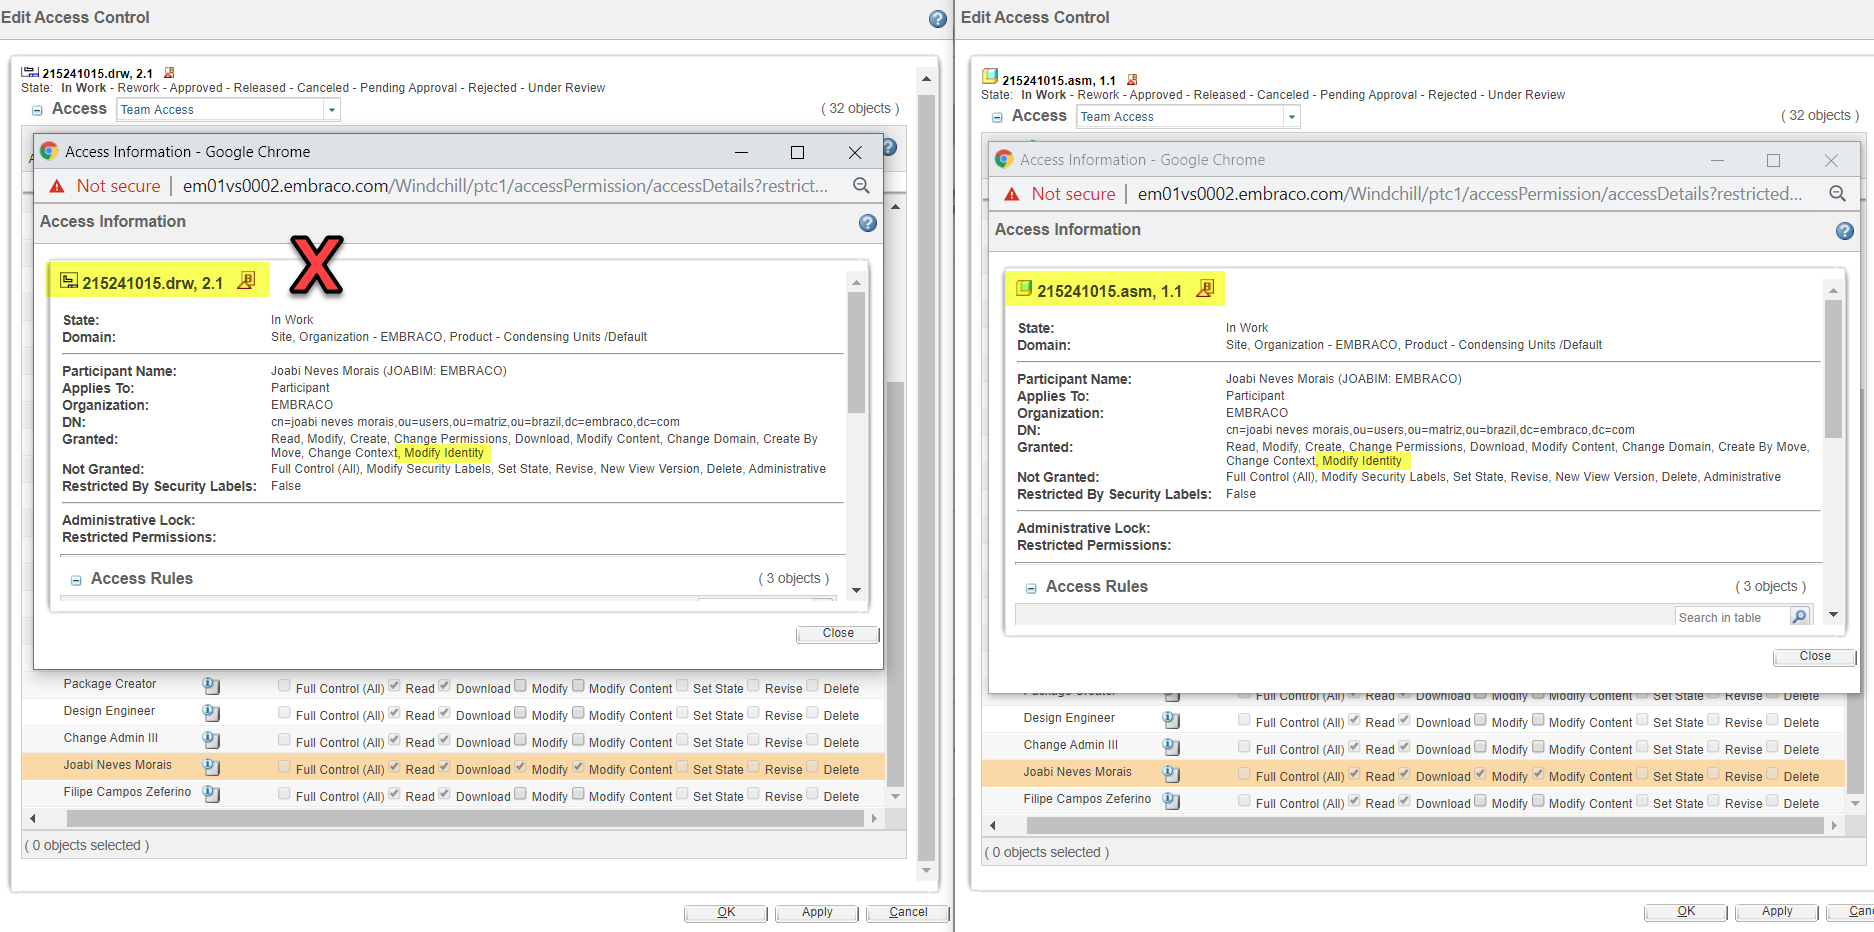 Edit Access Control
215241015.drw, 2.1
State: In Work - Rework - Approved - Released - Canceled - Pending Approval - Rejected - Under Review
Access Team Access ( 32 objects )
Access Information - Google Chrome
Not secure | em01vs0002.embraco.com/Windchill/ptc1/accessPermission/accessDetails?restrict...
Access Information
215241015.drw, 2.1
X
State: In Work
Domain: Site, Organization - EMBRACO, Product - Condensing Units /Default
Participant Name: Joabi Neves Morais (JOABIM: EMBRACO)
Applies To: Participant
Organization: EMBRACO
DN: cn=joabi neves morais,ou=users,ou=matriz,ou=brazil,dc=embraco,dc=com
Granted: Read, Modify, Create, Change Permissions, Download, Modify Content, Change Domain, Create By
Move, Change Context, Modify Identity
Not Granted: Full Control (All), Modify Security Labels, Set State, Revise, New View Version, Delete, Administrative
Restricted By Security Labels: False
Administrative Lock:
Restricted Permissions:
Access Rules ( 3 objects )
Close
Package Creator Full Control (All) Read Download Modify Modify Content Set State Revise Delete
Design Engineer Full Control (All) Read Download Modify Modify Content Set State Revise Delete
Change Admin III Full Control (All) Read Download Modify Modify Content Set State Revise Delete
Joabi Neves Morais Full Control (All) Read Download Modify Modify Content Set State Revise Delete
Filipe Campos Zeferino Full Control (All) Read Download Modify Modify Content Set State Revise Delete
( 0 objects selected )
OK Apply Cancel
Edit Access Control
215241015.asm, 1.1
State: In Work - Rework - Approved - Released - Canceled - Pending Approval - Rejected - Under Review
Access Team Access ( 32 objects )
Access Information - Google Chrome
Not secure | em01vs0002.embraco.com/Windchill/ptc1/accessPermission/accessDetails?restricted...
Access Information
215241015.asm, 1.1
State: In Work
Domain: Site, Organization - EMBRACO, Product - Condensing Units /Default
Participant Name: Joabi Neves Morais (JOABIM: EMBRACO)
Applies To: Participant
Organization: EMBRACO
DN: cn=joabi neves morais,ou=users,ou=matriz,ou=brazil,dc=embraco,dc=com
Granted: Read, Modify, Create, Change Permissions, Download, Modify Content, Change Domain, Create By Move,
Change Context, Modify Identity
Not Granted: Full Control (All), Modify Security Labels, Set State, Revise, New View Version, Delete, Administrative
Restricted By Security Labels: False
Administrative Lock:
Restricted Permissions:
Access Rules ( 3 objects )
Search in table
Close
Package Creator Full Control (All) Read Download Modify Modify Content Set State Revise Delete
Design Engineer Full Control (All) Read Download Modify Modify Content Set State Revise Delete
Change Admin III Full Control (All) Read Download Modify Modify Content Set State Revise Delete
Joabi Neves Morais Full Control (All) Read Download Modify Modify Content Set State Revise Delete
Filipe Campos Zeferino Full Control (All) Read Download Modify Modify Content Set State Revise Delete
( 0 objects selected )
OK Apply Canc